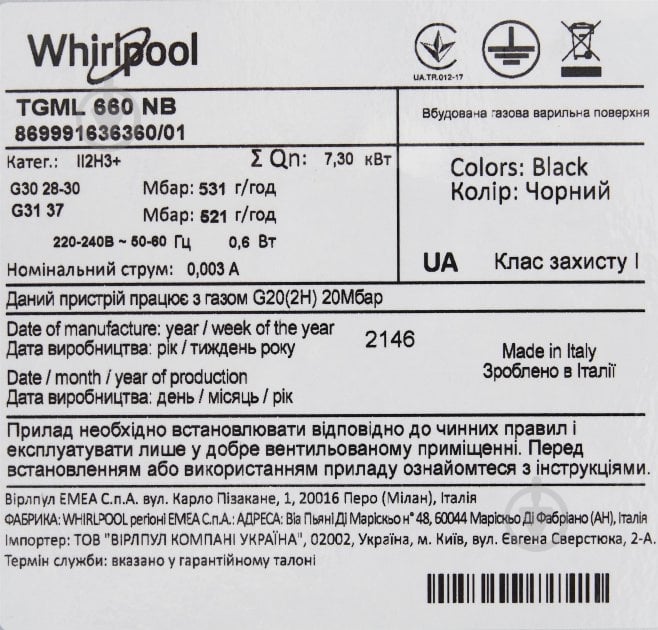 Whirlpool
UA.TR.012-17
TGML 660 NB
869991636360/01
Вбудована газова варильна поверхня
Катег.: II2H3+
Σ Qn: 7,30 кВт
G30 28-30 Мбар: 531 г/год
G31 37 Мбар: 521 г/год
220-240В ~ 50-60 Гц 0,6 Вт
Номінальний струм: 0,003 А
Colors: Black
Колір: Чорний
UA Клас захисту I
Даний пристрій працює з газом G20(2H) 20Мбар
Date of manufacture: year / week of the year
Дата виробництва: рік / тиждень року
2146
Date / month / year of production
Дата виробництва: день / місяць / рік
Made in Italy
Зроблено в Італії
Прилад необхідно встановлювати відповідно до чинних правил і
експлуатувати лише у добре вентильованому приміщенні. Перед
встановленням або використанням приладу ознайомтеся з інструкціями.
Вірлпул ЕМЕА С.п.А. вул. Карло Пізакане, 1, 20016 Перо (Мілан), Італія
ФАБРИКА: WHIRLPOOL регіоні EMEA С.п.А.: АДРЕСА: Віа Пьяні ДІ Маріскьо н° 48, 60044 Маріскьо ДІ Фабріано (АН), Італія
Імпортер: ТОВ "ВІРЛПУЛ КОМПАНІ УКРАЇНА", 02002, Україна, м. Київ, вул. Євгена Сверстюка, 2-А.
Термін служби: вказано у гарантійному талоні